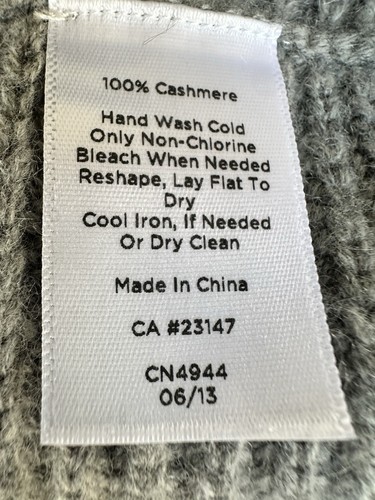 100% Cashmere
Hand Wash Cold
Only Non-Chlorine
Bleach When Needed
Reshape, Lay Flat To
Dry
Cool Iron, If Needed
Or Dry Clean
Made In China
CA #23147
CN4944
06/13